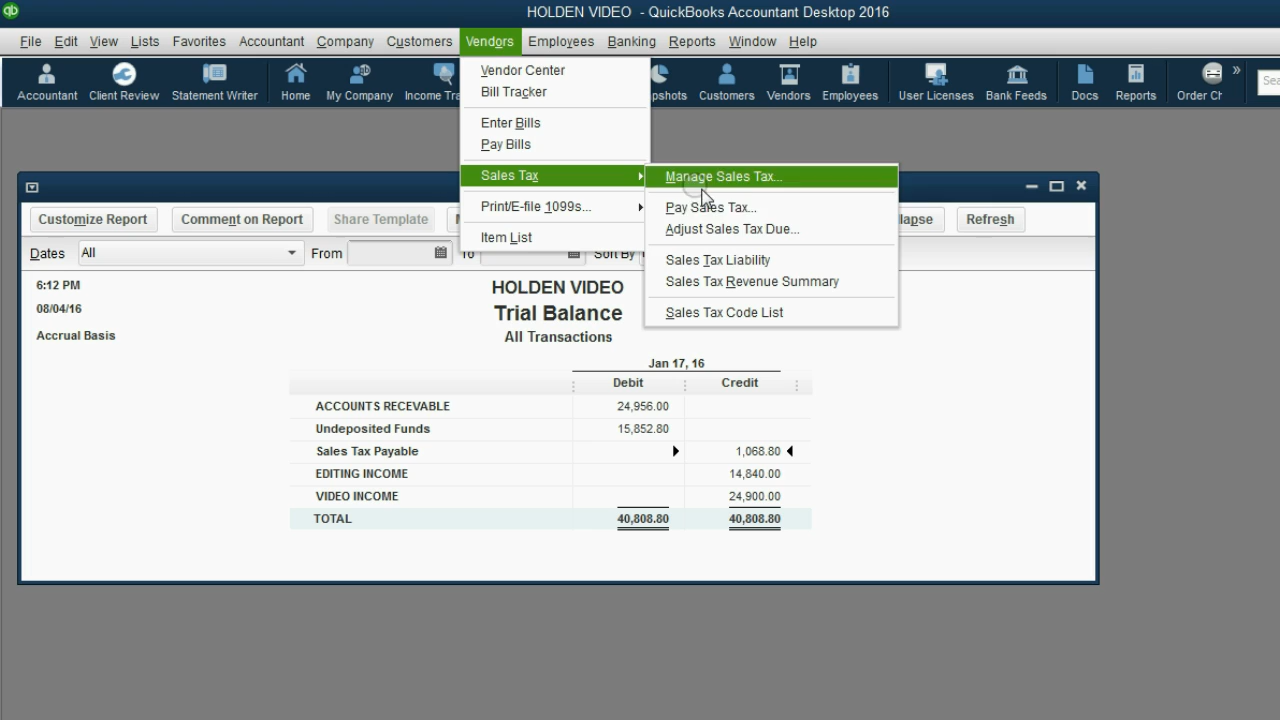 qb
HOLDEN VIDEO - QuickBooks Accountant Desktop 2016
File Edit View Lists Favorites Accountant Company Customers Vendors Employees Banking Reports Window Help
Accountant Client Review Statement Writer Home My Company Income Tra pshots Customers Vendors Employees User Licenses Bank Feeds Docs Reports Order Ch » Sea
Vendor Center
Bill Tracker
Enter Bills
Pay Bills
Sales Tax
Print/E-file 1099s...
Item List
Manage Sales Tax...
Pay Sales Tax...
Adjust Sales Tax Due...
Sales Tax Liability
Sales Tax Revenue Summary
Sales Tax Code List
Customize Report Comment on Report Share Template lapse Refresh
Dates All From To Sort By
6:12 PM
08/04/16
Accrual Basis
HOLDEN VIDEO
Trial Balance
All Transactions
Jan 17, 16
Debit Credit
ACCOUNTS RECEVABLE 24,956.00
Undeposited Funds 15,852.80
Sales Tax Payable 1,068.80
EDITING INCOME 14,840.00
VIDEO INCOME 24,900.00
TOTAL 40,808.80 40,808.80